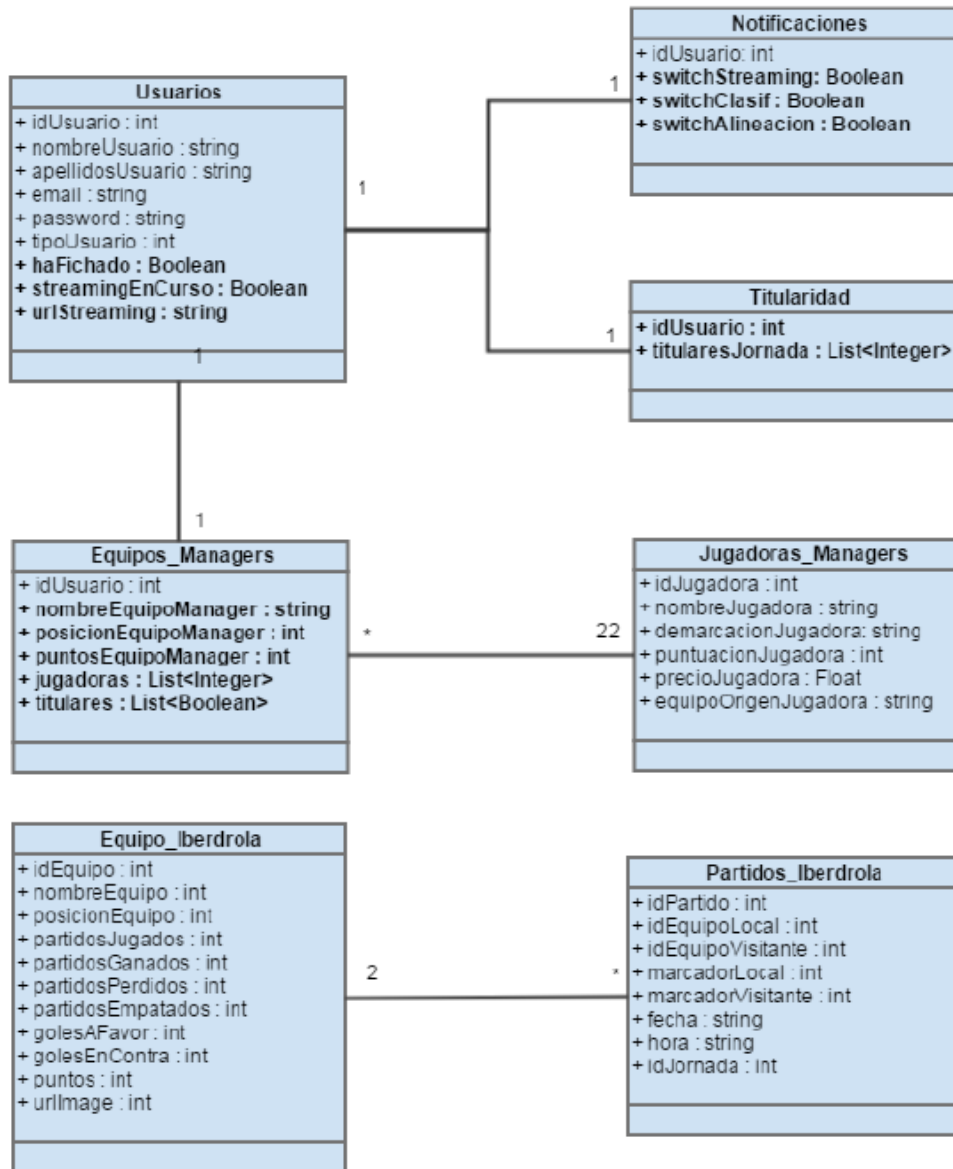 Notificaciones
+ idUsuario: int
+ switchStreaming: Boolean
+ switchClasif : Boolean
+ switchAlineacion : Boolean
Usuarios
+ idUsuario : int
+ nombreUsuario : string
+ apellidosUsuario : string
+ email : string
+ password : string
+ tipoUsuario : int
+ haFichado : Boolean
+ streamingEnCurso : Boolean
+ urlStreaming : string
1
1
1
1
1
Titularidad
+ idUsuario : int
+ titularesJornada : List<Integer>
1
Equipos_Managers
+ idUsuario : int
+ nombreEquipoManager : string
+ posicionEquipoManager : int
+ puntosEquipoManager : int
+ jugadoras : List<Integer>
+ titulares : List<Boolean>
*
22
Jugadoras_Managers
+ idJugadora : int
+ nombreJugadora : string
+ demarcacionJugadora: string
+ puntuacionJugadora : int
+ precioJugadora : Float
+ equipoOrigenJugadora : string
Equipo_Iberdrola
+ idEquipo : int
+ nombreEquipo : int
+ posicionEquipo : int
+ partidosJugados : int
+ partidosGanados : int
+ partidosPerdidos : int
+ partidosEmpatados : int
+ golesAFavor : int
+ golesEnContra : int
+ puntos : int
+ urlImage : int
2
*
Partidos_Iberdrola
+ idPartido : int
+ idEquipoLocal : int
+ idEquipoVisitante : int
+ marcadorLocal : int
+ marcadorVisitante : int
+ fecha : string
+ hora : string
+ idJornada : int